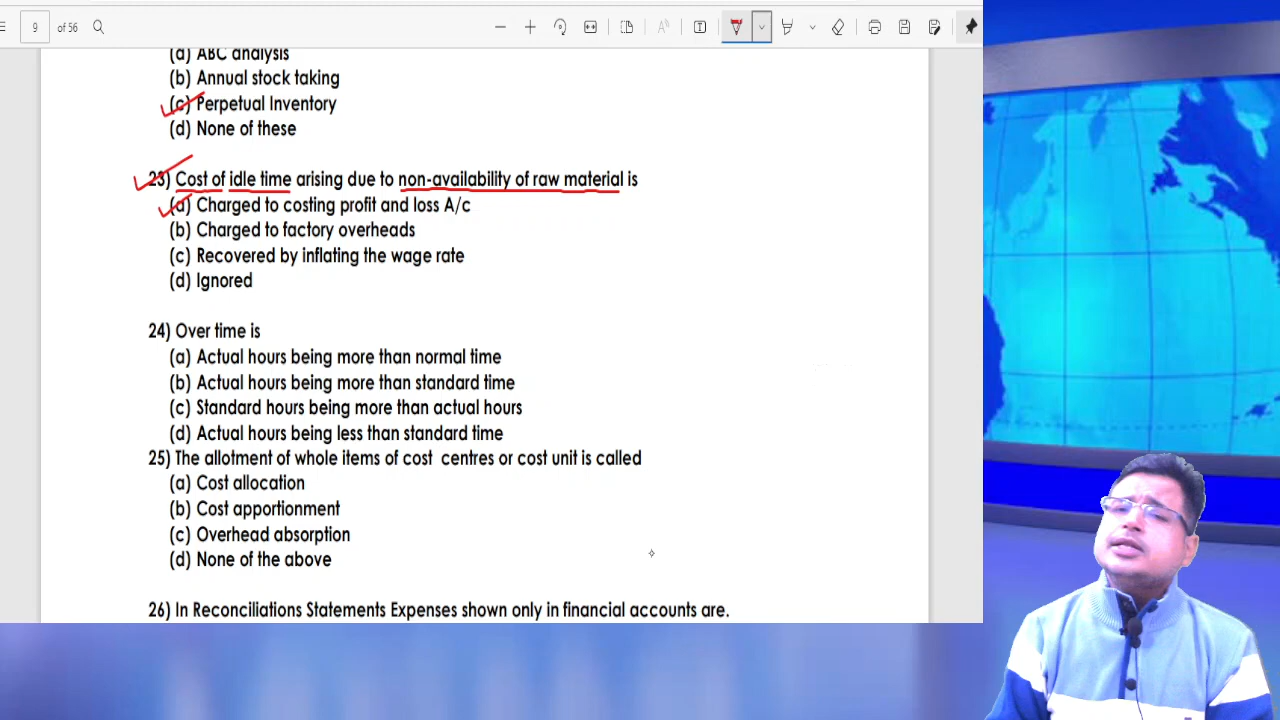 9 of 56
(a) ABC analysis
(b) Annual stock taking
(c) Perpetual Inventory
(d) None of these
23) Cost of idle time arising due to non-availability of raw material is
(a) Charged to costing profit and loss A/c
(b) Charged to factory overheads
(c) Recovered by inflating the wage rate
(d) Ignored
24) Over time is
(a) Actual hours being more than normal time
(b) Actual hours being more than standard time
(c) Standard hours being more than actual hours
(d) Actual hours being less than standard time
25) The allotment of whole items of cost centres or cost unit is called
(a) Cost allocation
(b) Cost apportionment
(c) Overhead absorption
(d) None of the above
26) In Reconciliations Statements Expenses shown only in financial accounts are.